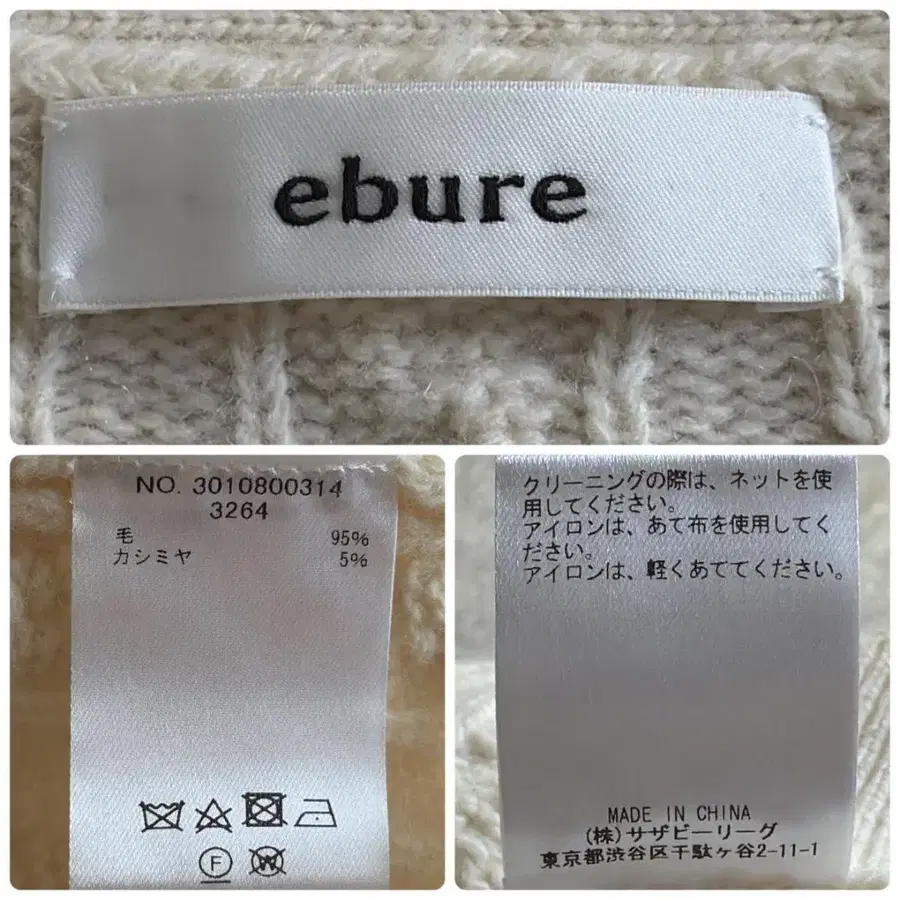 ebure
NO. 3010800314
3264
毛 95%
カシミヤ 5%
F
W
クリーニングの際は、ネットを使
用してください。
アイロンは、あて布を使用してく
ださい。
アイロンは、軽くあててください。
MADE IN CHINA
(株)サザビーリーグ
東京都渋谷区千駄ヶ谷2-11-1